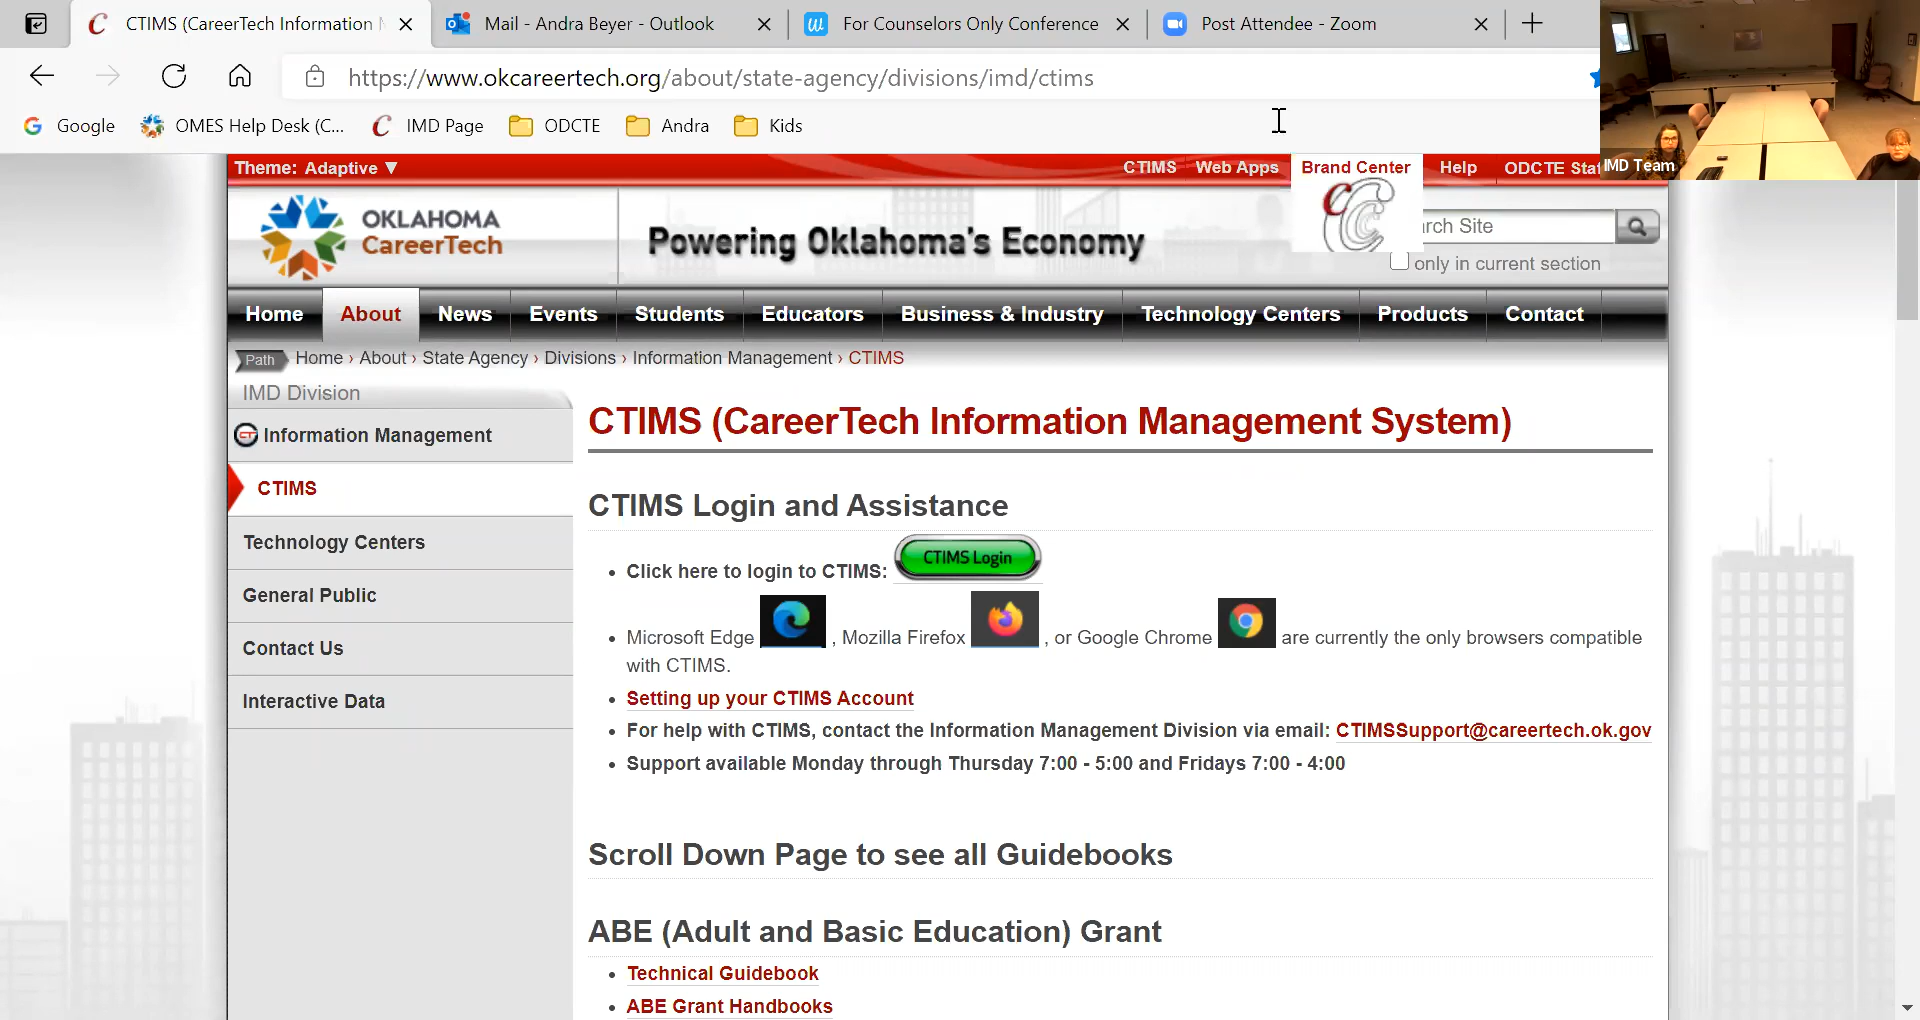 CTIMS (CareerTech Information M
Mail - Andra Beyer - Outlook
For Counselors Only Conference
Post Attendee - Zoom
https://www.okcareertech.org/about/state-agency/divisions/imd/ctims
Google
OMES Help Desk (C...
IMD Page
ODCTE
Andra
Kids
IMD Team
Theme: Adaptive ▼
CTIMS
Web Apps
Brand Center
Help
ODCTE Staf
OKLAHOMA
CareerTech
Powering Oklahoma's Economy
rch Site
only in current section
Home
About
News
Events
Students
Educators
Business & Industry
Technology Centers
Products
Contact
Path
Home › About › State Agency › Divisions › Information Management › CTIMS
IMD Division
Information Management
CTIMS
Technology Centers
General Public
Contact Us
Interactive Data
CTIMS (CareerTech Information Management System)
CTIMS Login and Assistance
• Click here to login to CTIMS: CTIMS Login
• Microsoft Edge , Mozilla Firefox , or Google Chrome are currently the only browsers compatible
with CTIMS.
• Setting up your CTIMS Account
• For help with CTIMS, contact the Information Management Division via email: CTIMSSupport@careertech.ok.gov
• Support available Monday through Thursday 7:00 - 5:00 and Fridays 7:00 - 4:00
Scroll Down Page to see all Guidebooks
ABE (Adult and Basic Education) Grant
• Technical Guidebook
• ABE Grant Handbooks